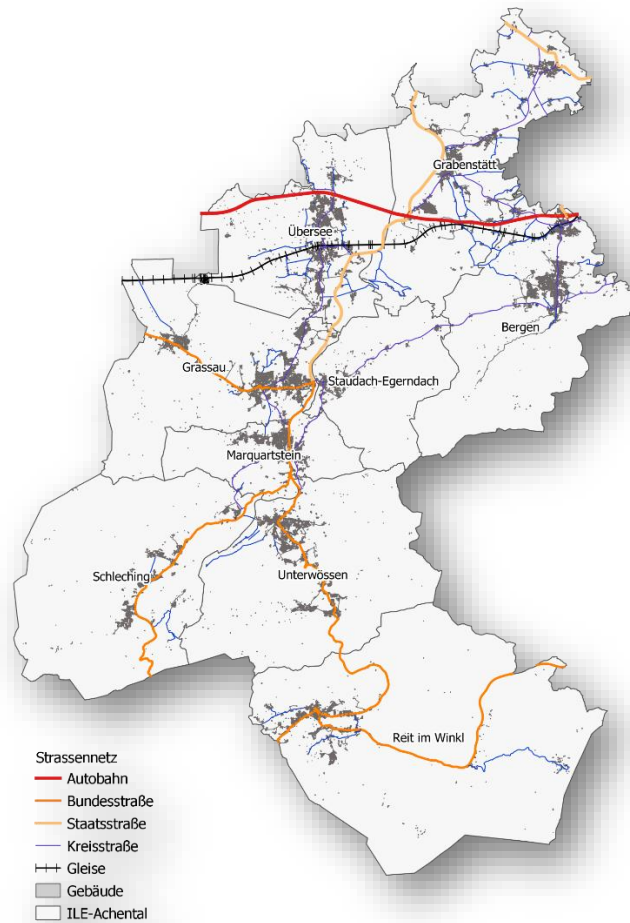 Grabenstätt
Übersee
Bergen
Grassau
Staudach-Egerndach
Marquartstein
Schleching
Unterwössen
Reit im Winkl
Strassennetz
Autobahn
Bundesstraße
Staatsstraße
Kreisstraße
Gleise
Gebäude
ILE-Achental